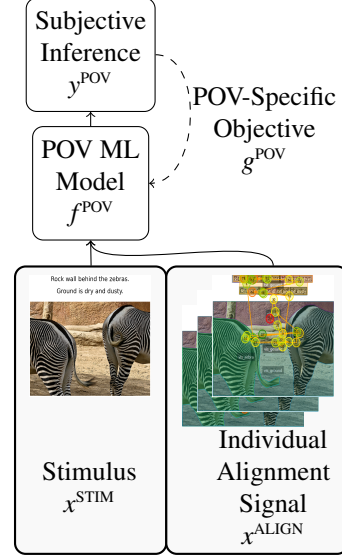 Subjective
Inference
y^POV
POV-Specific
Objective
g^POV
POV ML
Model
f^POV
Rock wall behind the zebras.
Ground is dry and dusty.
Stimulus
x^STIM
Individual
Alignment
Signal
x^ALIGN